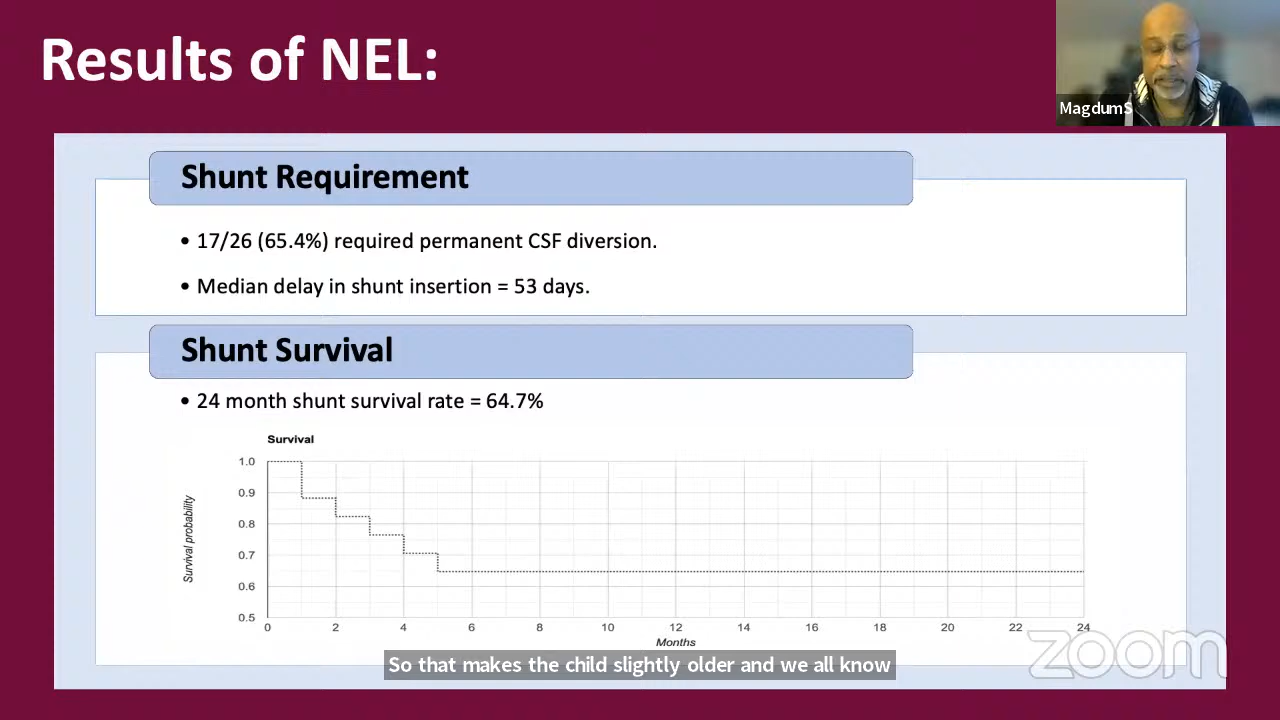 Results of NEL:
MagdumS
Shunt Requirement
• 17/26 (65.4%) required permanent CSF diversion.
• Median delay in shunt insertion = 53 days.
Shunt Survival
• 24 month shunt survival rate = 64.7%
Survival
1.0
0.9
0.8
0.7
0.6
0.5
Survival probability
0 2 4 6 8 10 12 14 16 18 20 22 24
Months
So that makes the child slightly older and we all know
zoom